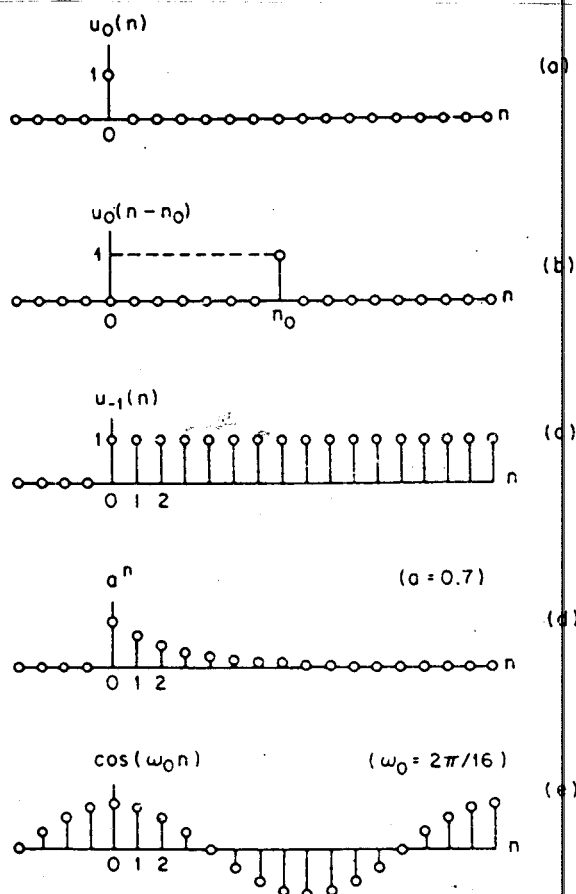 u₀(n)
1
(a)
n
0
u₀(n-n₀)
1
(b)
n
0 n₀
u₋₁(n)
1
(c)
n
0 1 2
aⁿ (a = 0.7)
(d)
n
0 1 2
cos(ω₀n) (ω₀ = 2π/16)
(e)
n
0 1 2